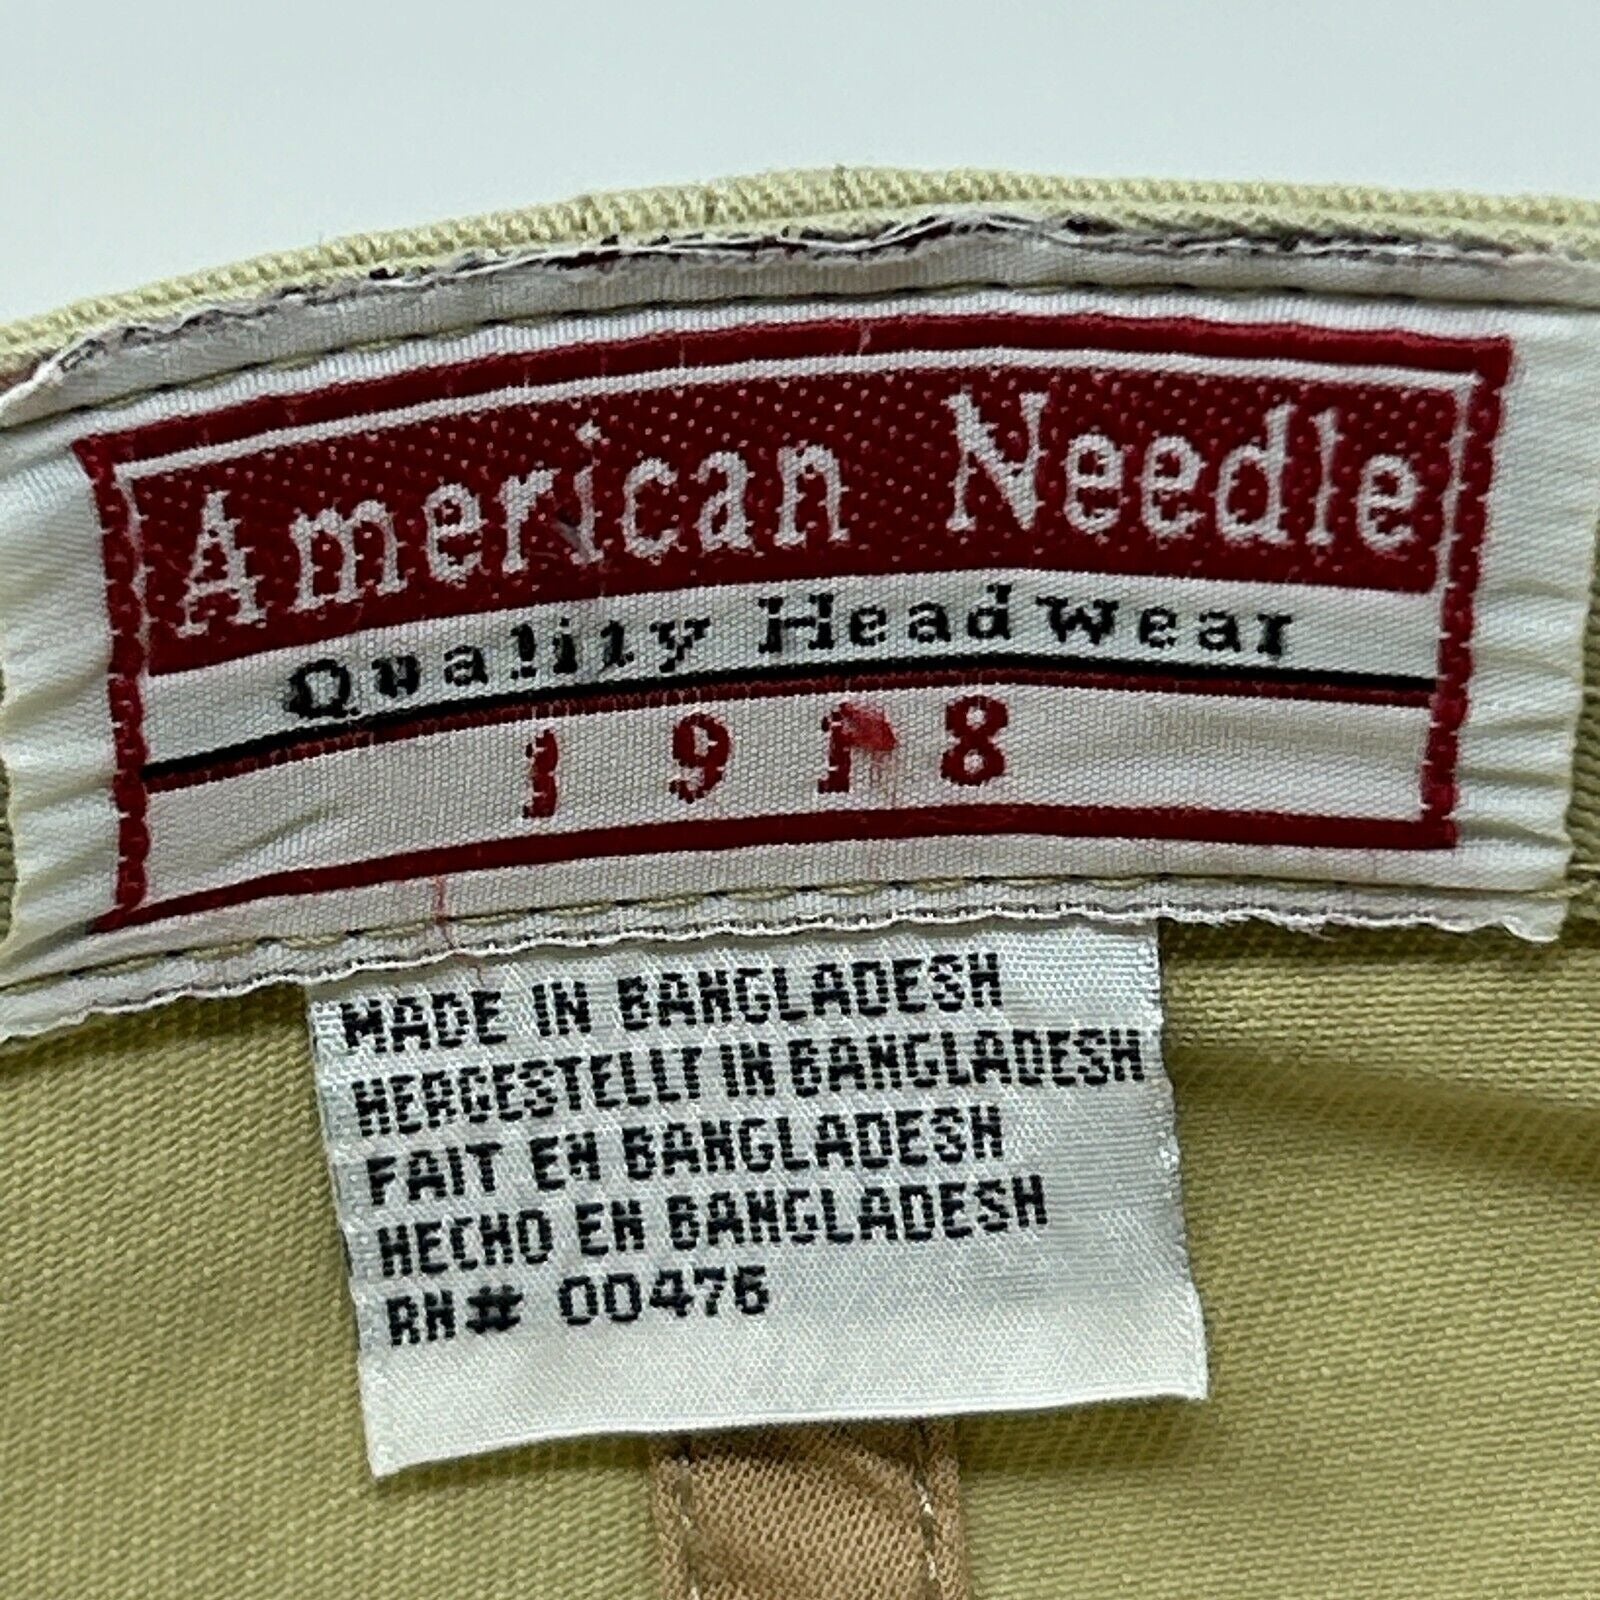 American Needle
Quality Headwear
1918
MADE IN BANGLADESH
HERGESTELLT IN BANGLADESH
FAIT EN BANGLADESH
HECHO EN BANGLADESH
RN# 00476